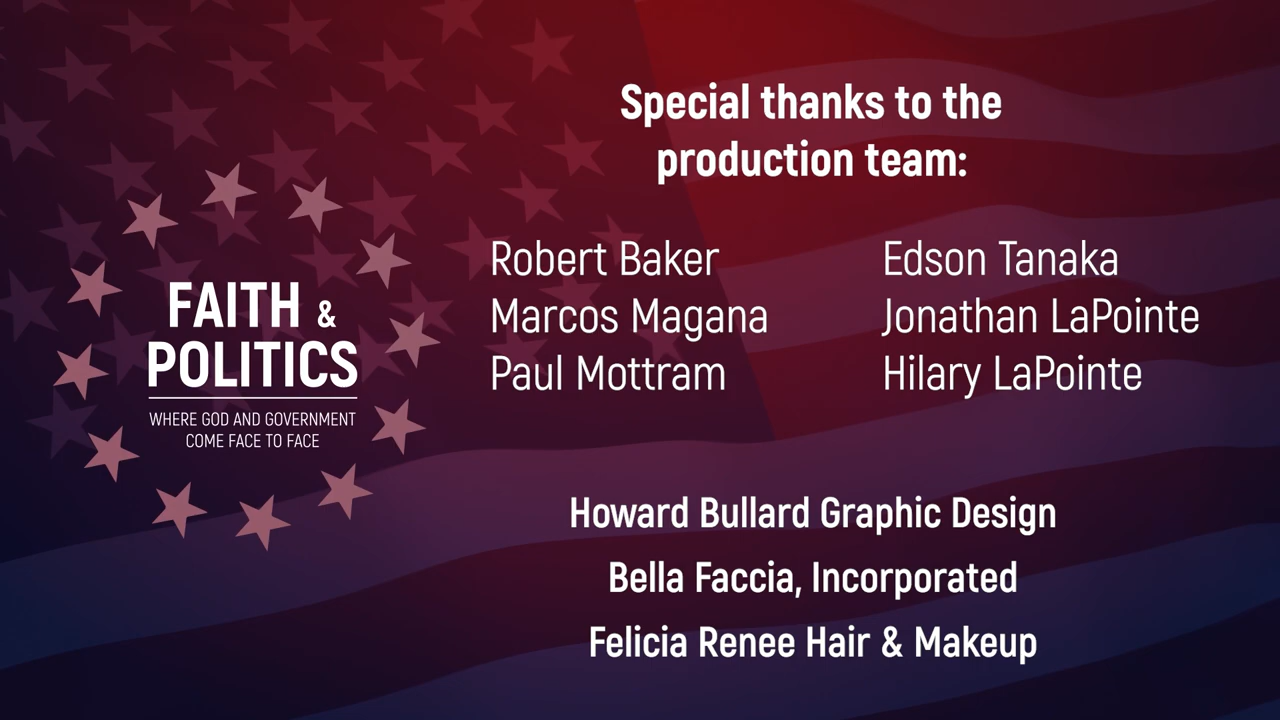 FAITH &
POLITICS
WHERE GOD AND GOVERNMENT
COME FACE TO FACE
Special thanks to the
production team:
Robert Baker
Marcos Magana
Paul Mottram
Edson Tanaka
Jonathan LaPointe
Hilary LaPointe
Howard Bullard Graphic Design
Bella Faccia, Incorporated
Felicia Renee Hair & Makeup